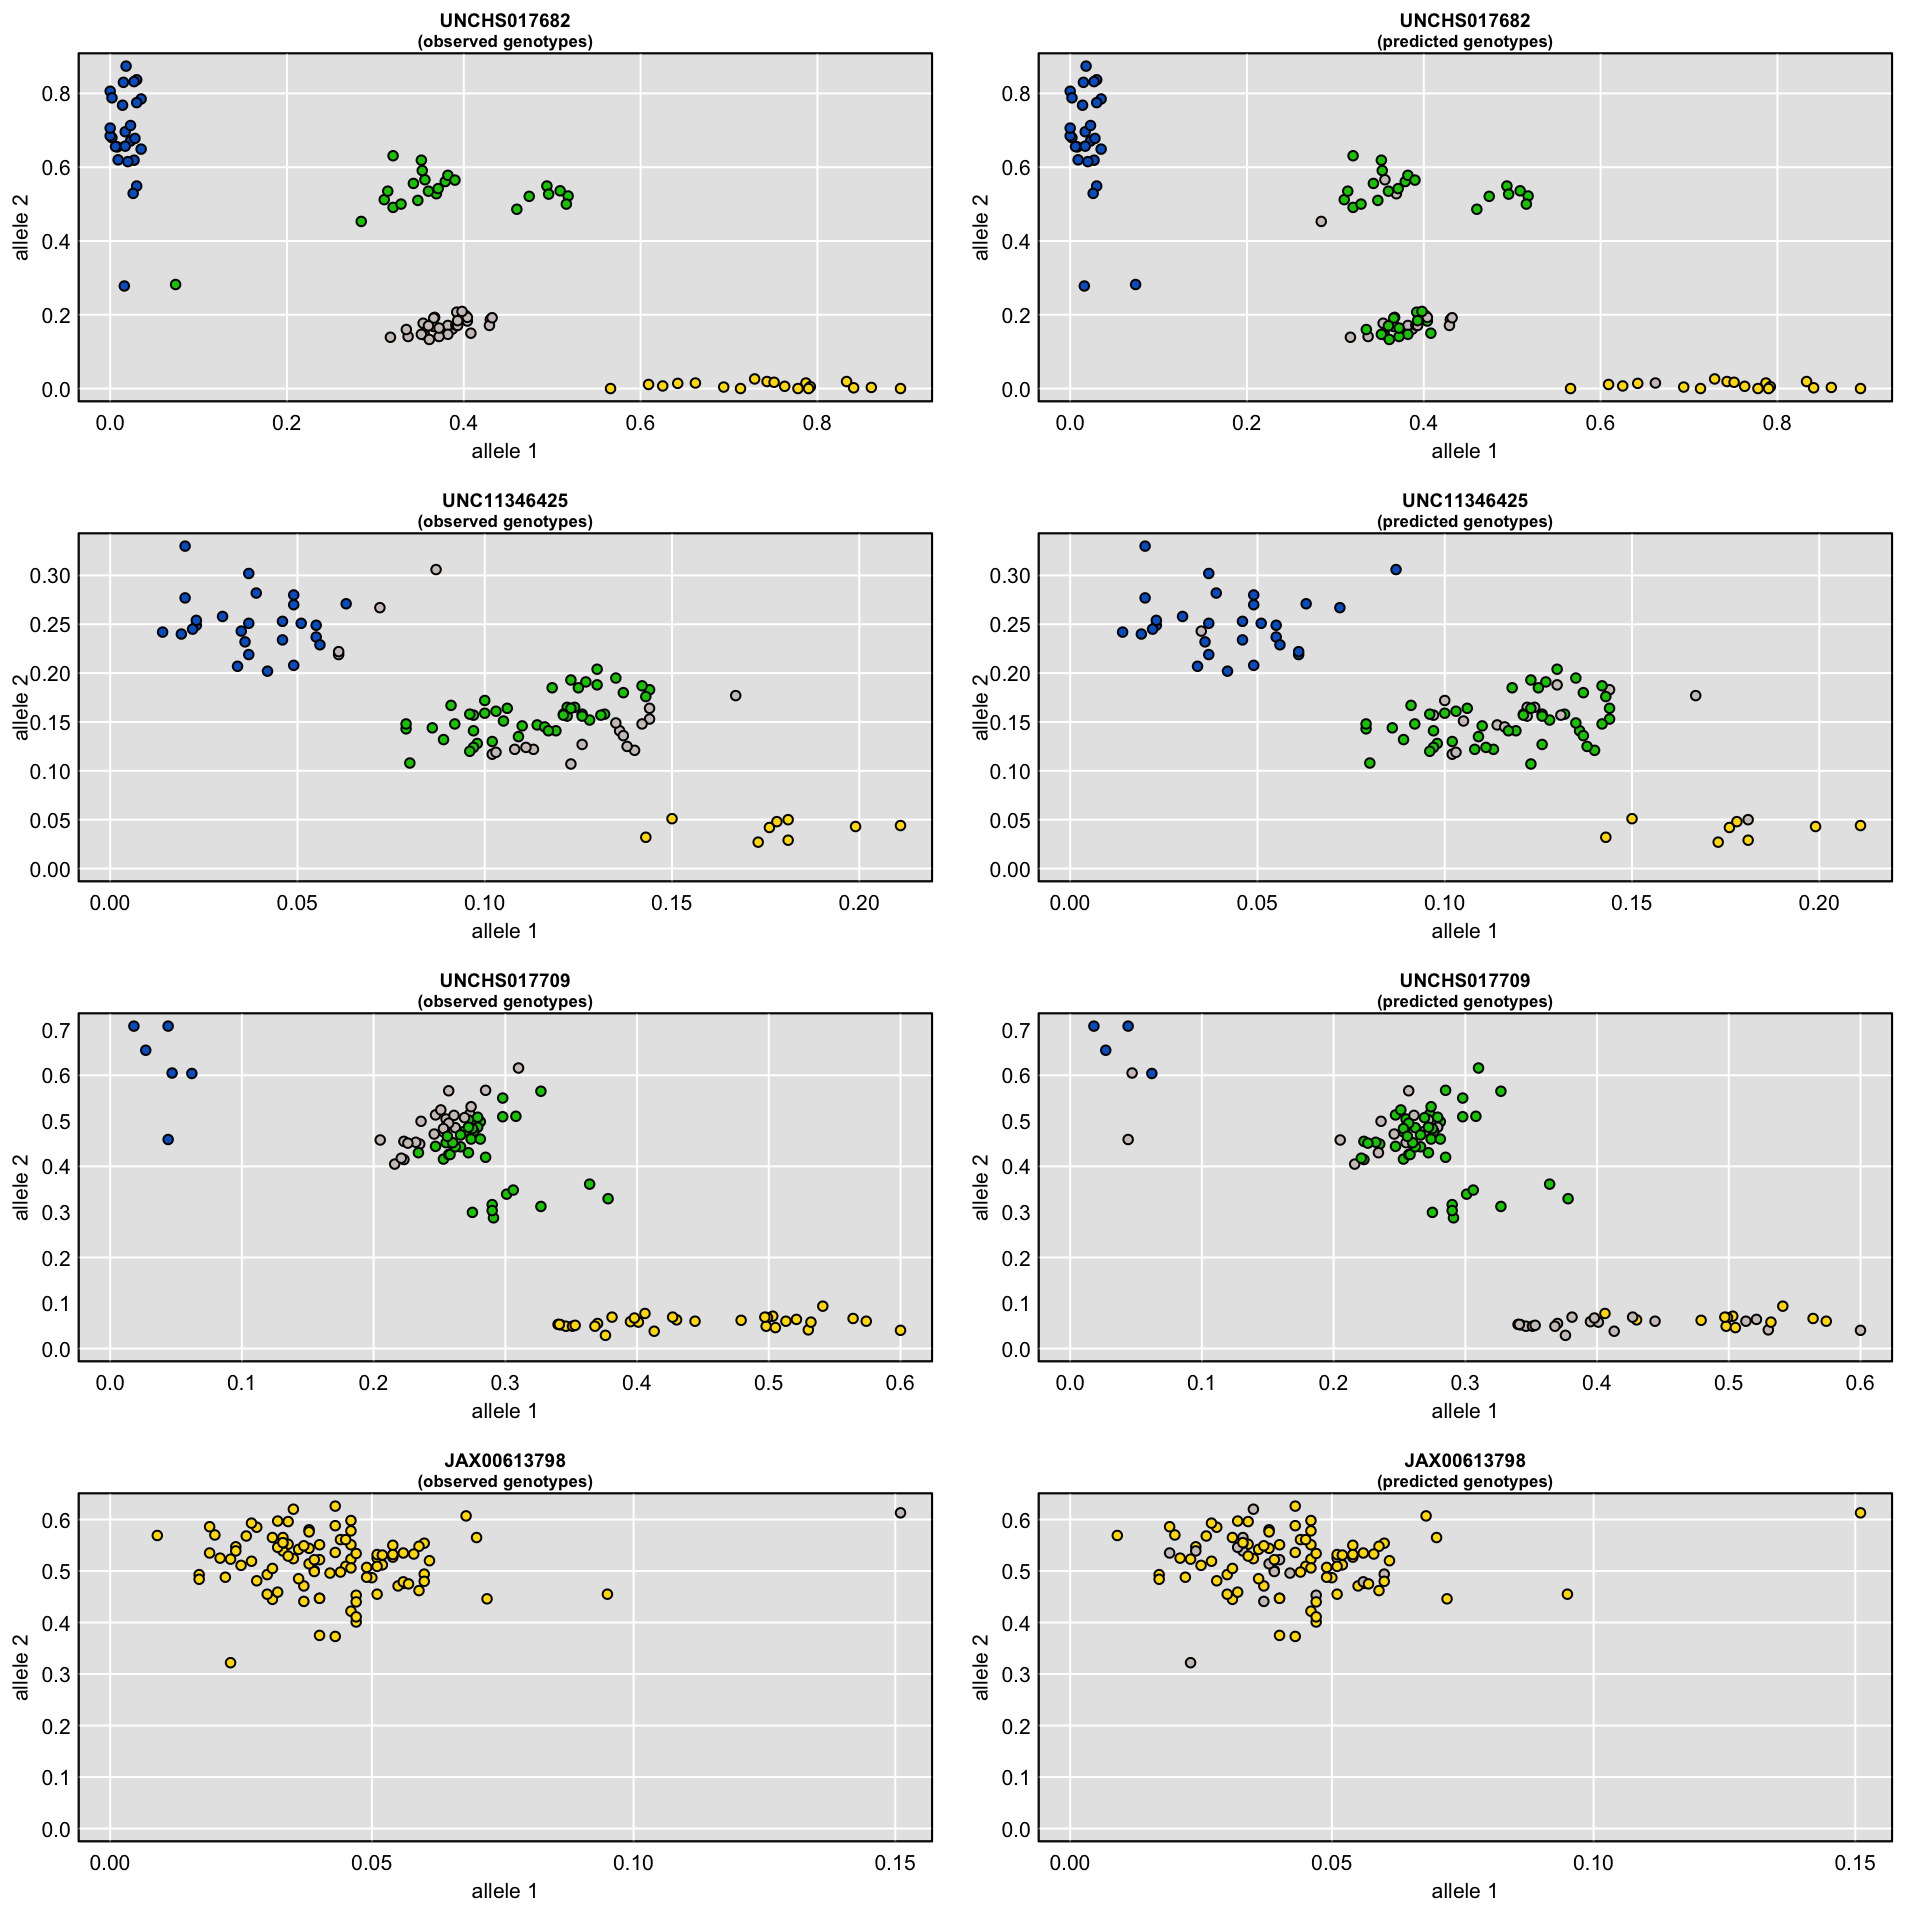 UNCHS017682
(observed genotypes)
allele 2
0.8
0.6
0.4
0.2
0.0
0.0 0.2 0.4 0.6 0.8
allele 1
UNCHS017682
(predicted genotypes)
allele 2
0.8
0.6
0.4
0.2
0.0
0.0 0.2 0.4 0.6 0.8
allele 1
UNC11346425
(observed genotypes)
allele 2
0.30
0.25
0.20
0.15
0.10
0.05
0.00
0.00 0.05 0.10 0.15 0.20
allele 1
UNC11346425
(predicted genotypes)
allele 2
0.30
0.25
0.20
0.15
0.10
0.05
0.00
0.00 0.05 0.10 0.15 0.20
allele 1
UNCHS017709
(observed genotypes)
allele 2
0.7
0.6
0.5
0.4
0.3
0.2
0.1
0.0
0.0 0.1 0.2 0.3 0.4 0.5 0.6
allele 1
UNCHS017709
(predicted genotypes)
allele 2
0.7
0.6
0.5
0.4
0.3
0.2
0.1
0.0
0.0 0.1 0.2 0.3 0.4 0.5 0.6
allele 1
JAX00613798
(observed genotypes)
allele 2
0.6
0.5
0.4
0.3
0.2
0.1
0.0
0.00 0.05 0.10 0.15
allele 1
JAX00613798
(predicted genotypes)
allele 2
0.6
0.5
0.4
0.3
0.2
0.1
0.0
0.00 0.05 0.10 0.15
allele 1